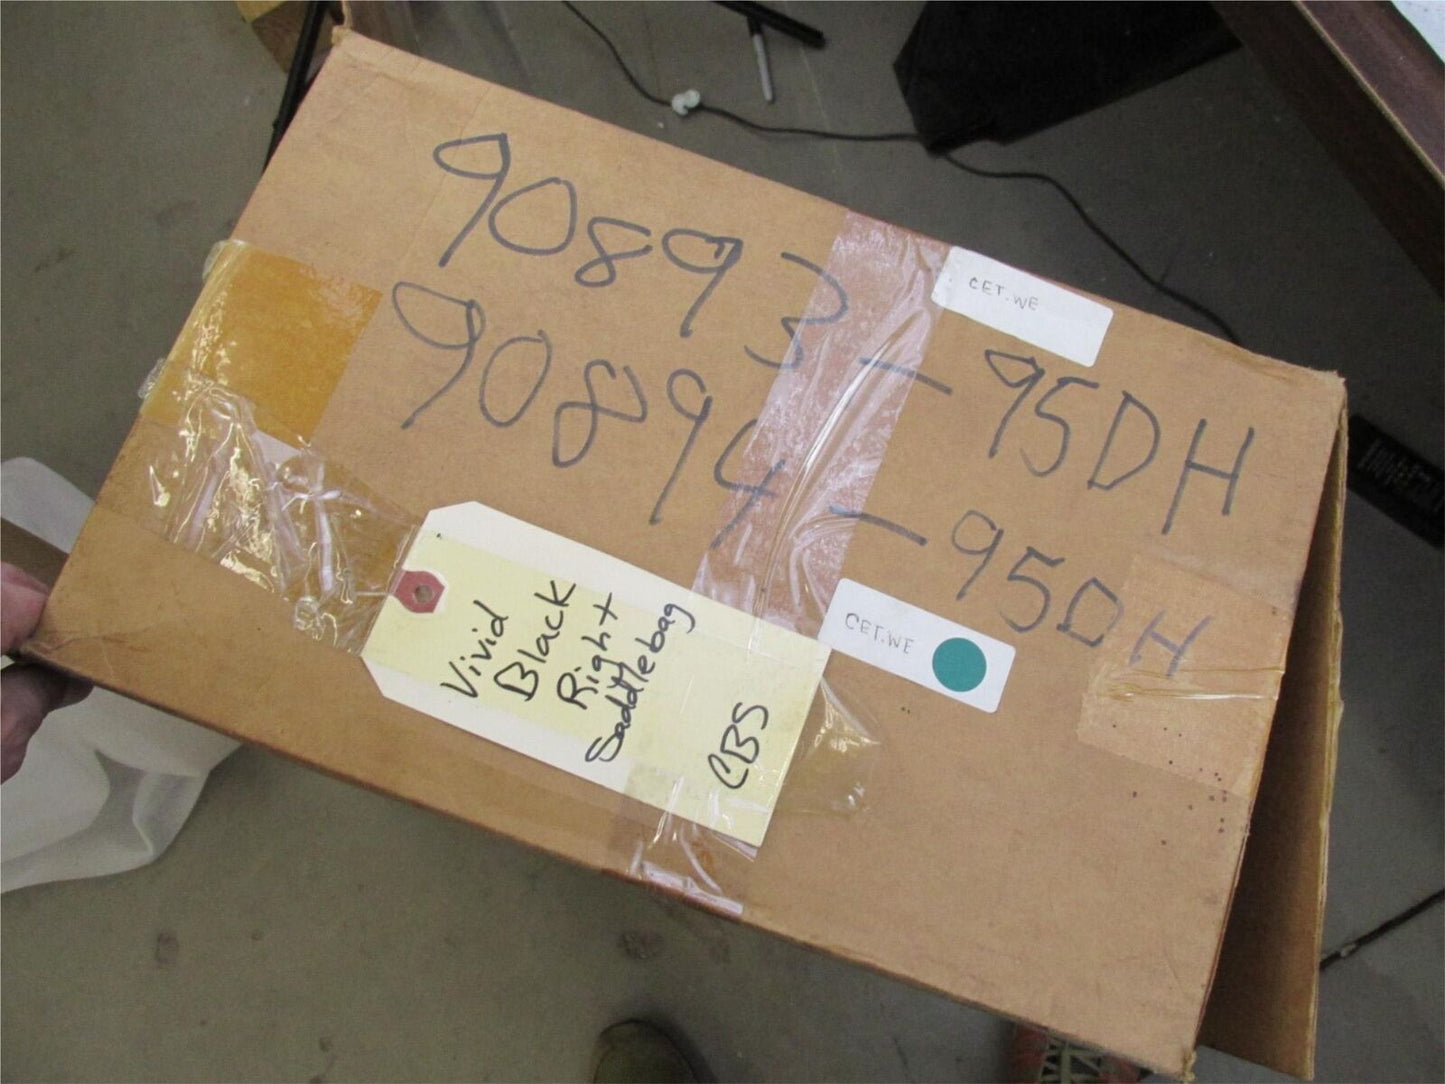 90893-95DH
CET.WE
90894-95DH
CET.WE
Vivid
Black
Right
Saddlebag
CBS